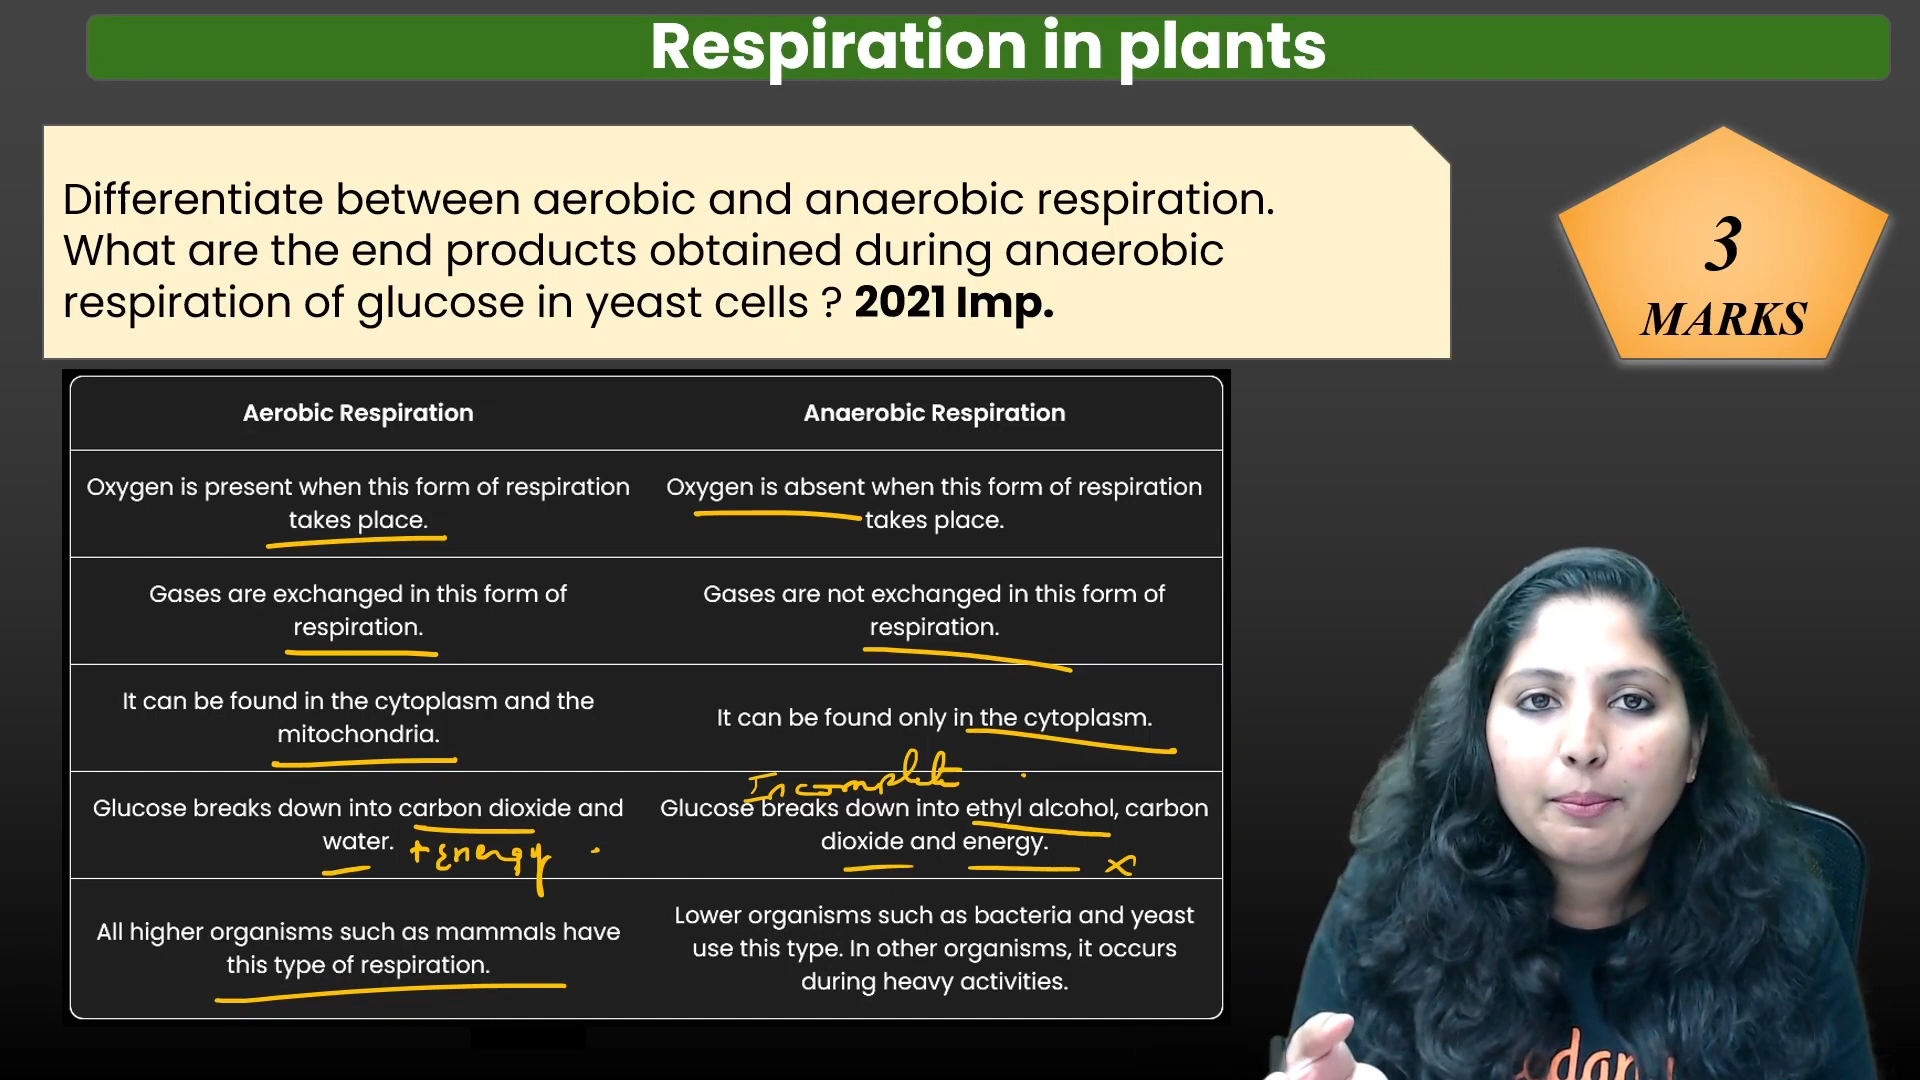 Respiration in plants
Differentiate between aerobic and anaerobic respiration.
What are the end products obtained during anaerobic
respiration of glucose in yeast cells ? 2021 Imp.
3
MARKS
Aerobic Respiration
Anaerobic Respiration
Oxygen is present when this form of respiration
takes place.
Oxygen is absent when this form of respiration
takes place.
Gases are exchanged in this form of
respiration.
Gases are not exchanged in this form of
respiration.
It can be found in the cytoplasm and the
mitochondria.
It can be found only in the cytoplasm.
Glucose breaks down into carbon dioxide and
water. + Energy
Incomplete
Glucose breaks down into ethyl alcohol, carbon
dioxide and energy.
All higher organisms such as mammals have
this type of respiration.
Lower organisms such as bacteria and yeast
use this type. In other organisms, it occurs
during heavy activities.